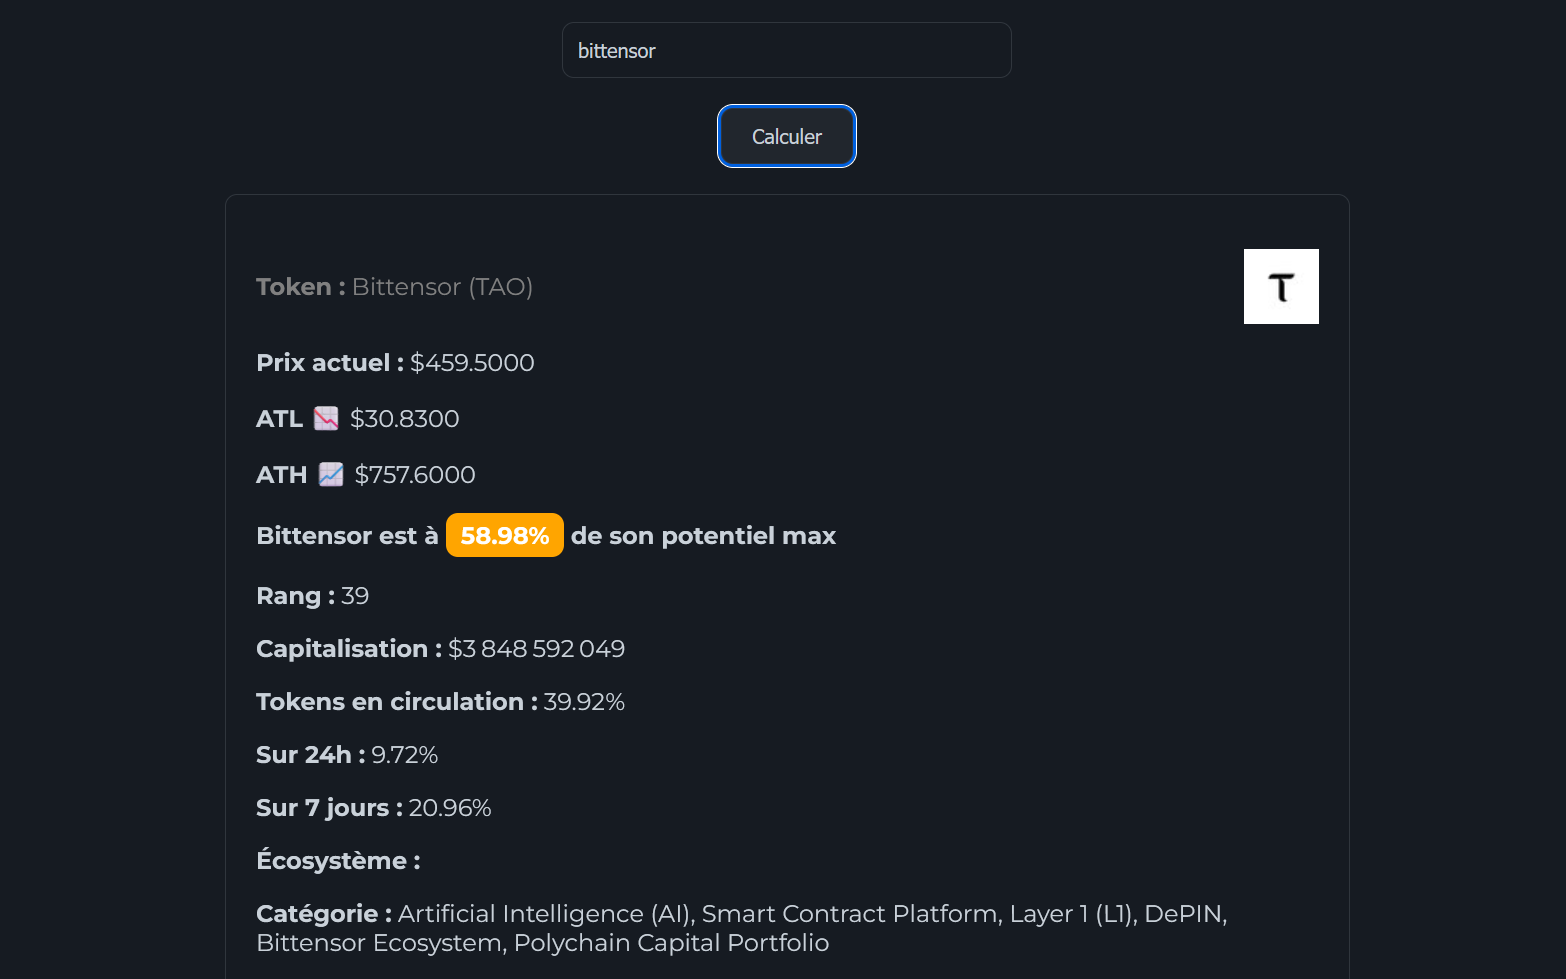 bittensor
Calculer
Token : Bittensor (TAO)
T
Prix actuel : $459.5000
ATL 📉 $30.8300
ATH 📈 $757.6000
Bittensor est à 58.98% de son potentiel max
Rang : 39
Capitalisation : $3 848 592 049
Tokens en circulation : 39.92%
Sur 24h : 9.72%
Sur 7 jours : 20.96%
Écosystème :
Catégorie : Artificial Intelligence (AI), Smart Contract Platform, Layer 1 (L1), DePIN,
Bittensor Ecosystem, Polychain Capital Portfolio